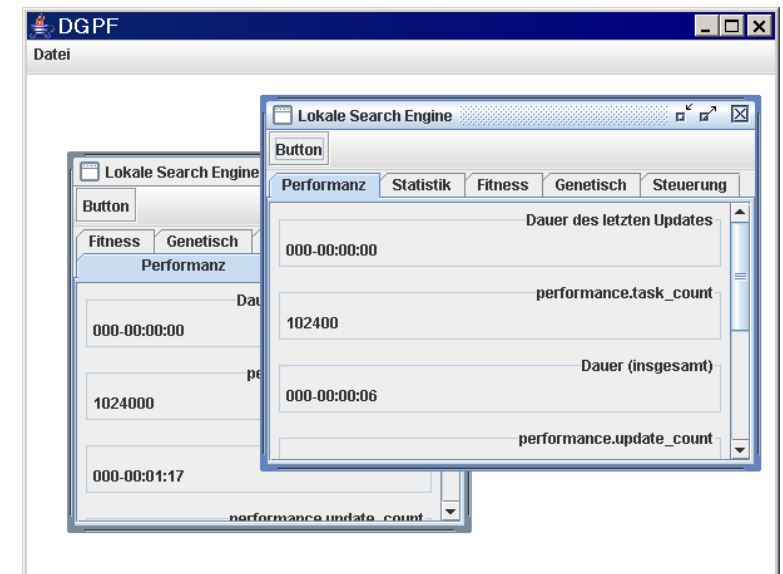 DGPF
Datei
Lokale Search Engine
Button
Performanz Statistik Fitness Genetisch Steuerung
Dauer des letzten Updates
000-00:00:00
performance.task_count
102400
Dauer (insgesamt)
000-00:00:06
performance.update_count
Lokale Search Engine
Button
Fitness Genetisch
Performanz
Dau
000-00:00:00
pe
1024000
000-00:01:17
performance.update_count